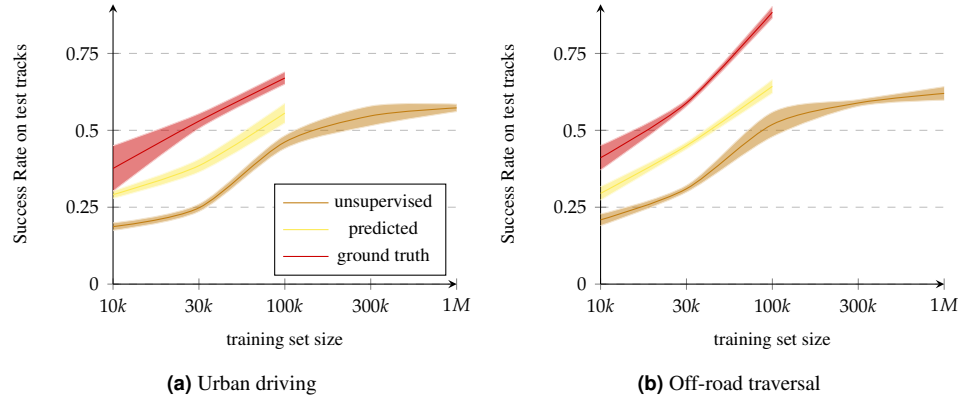 Success Rate on test tracks
0.75
0.5
0.25
0
10k 30k 100k 300k 1M
training set size
unsupervised
predicted
ground truth
(a) Urban driving
Success Rate on test tracks
0.75
0.5
0.25
0
10k 30k 100k 300k 1M
training set size
(b) Off-road traversal